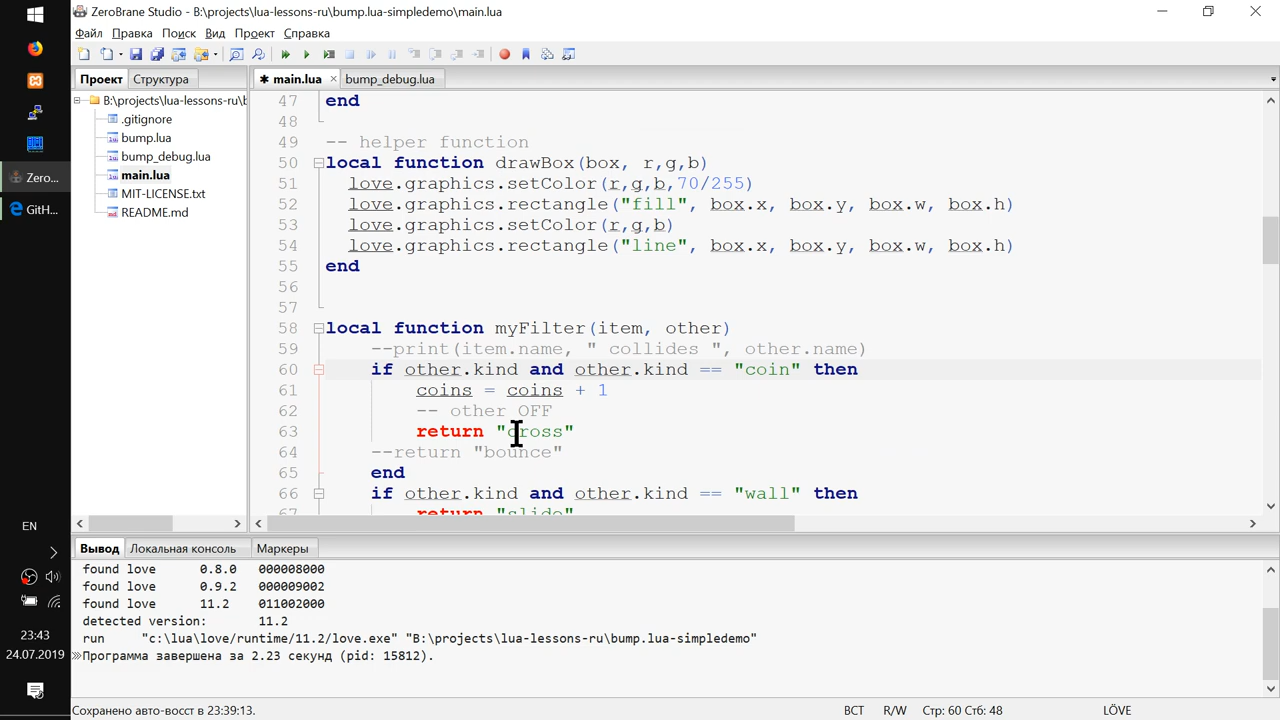 ZeroBrane Studio - B:\projects\lua-lessons-ru\bump.lua-simpledemo\main.lua
Файл Правка Поиск Вид Проект Справка
Проект Структура
main.lua
bump_debug.lua
B:\projects\lua-lessons-ru\b
.gitignore
bump.lua
bump_debug.lua
main.lua
MIT-LICENSE.txt
README.md
47 end
48
49 -- helper function
50 local function drawBox(box, r,g,b)
51 love.graphics.setColor(r,g,b,70/255)
52 love.graphics.rectangle("fill", box.x, box.y, box.w, box.h)
53 love.graphics.setColor(r,g,b)
54 love.graphics.rectangle("line", box.x, box.y, box.w, box.h)
55 end
56
57
58 local function myFilter(item, other)
59 --print(item.name, " collides ", other.name)
60 if other.kind and other.kind == "coin" then
61 coins = coins + 1
62 -- other OFF
63 return "cross"
64 --return "bounce"
65 end
66 if other.kind and other.kind == "wall" then
67 return "slide"
Zero...
GitH...
EN
23:43
24.07.2019
Вывод Локальная консоль Маркеры
found love 0.8.0 000008000
found love 0.9.2 000009002
found love 11.2 011002000
detected version: 11.2
run "c:\lua\love/runtime/11.2/love.exe" "B:\projects\lua-lessons-ru\bump.lua-simpledemo"
Программа завершена за 2.23 секунд (pid: 15812).
Сохранено авто-восст в 23:39:13.
ВСТ R/W Стр: 60 Стб: 48 LÖVE